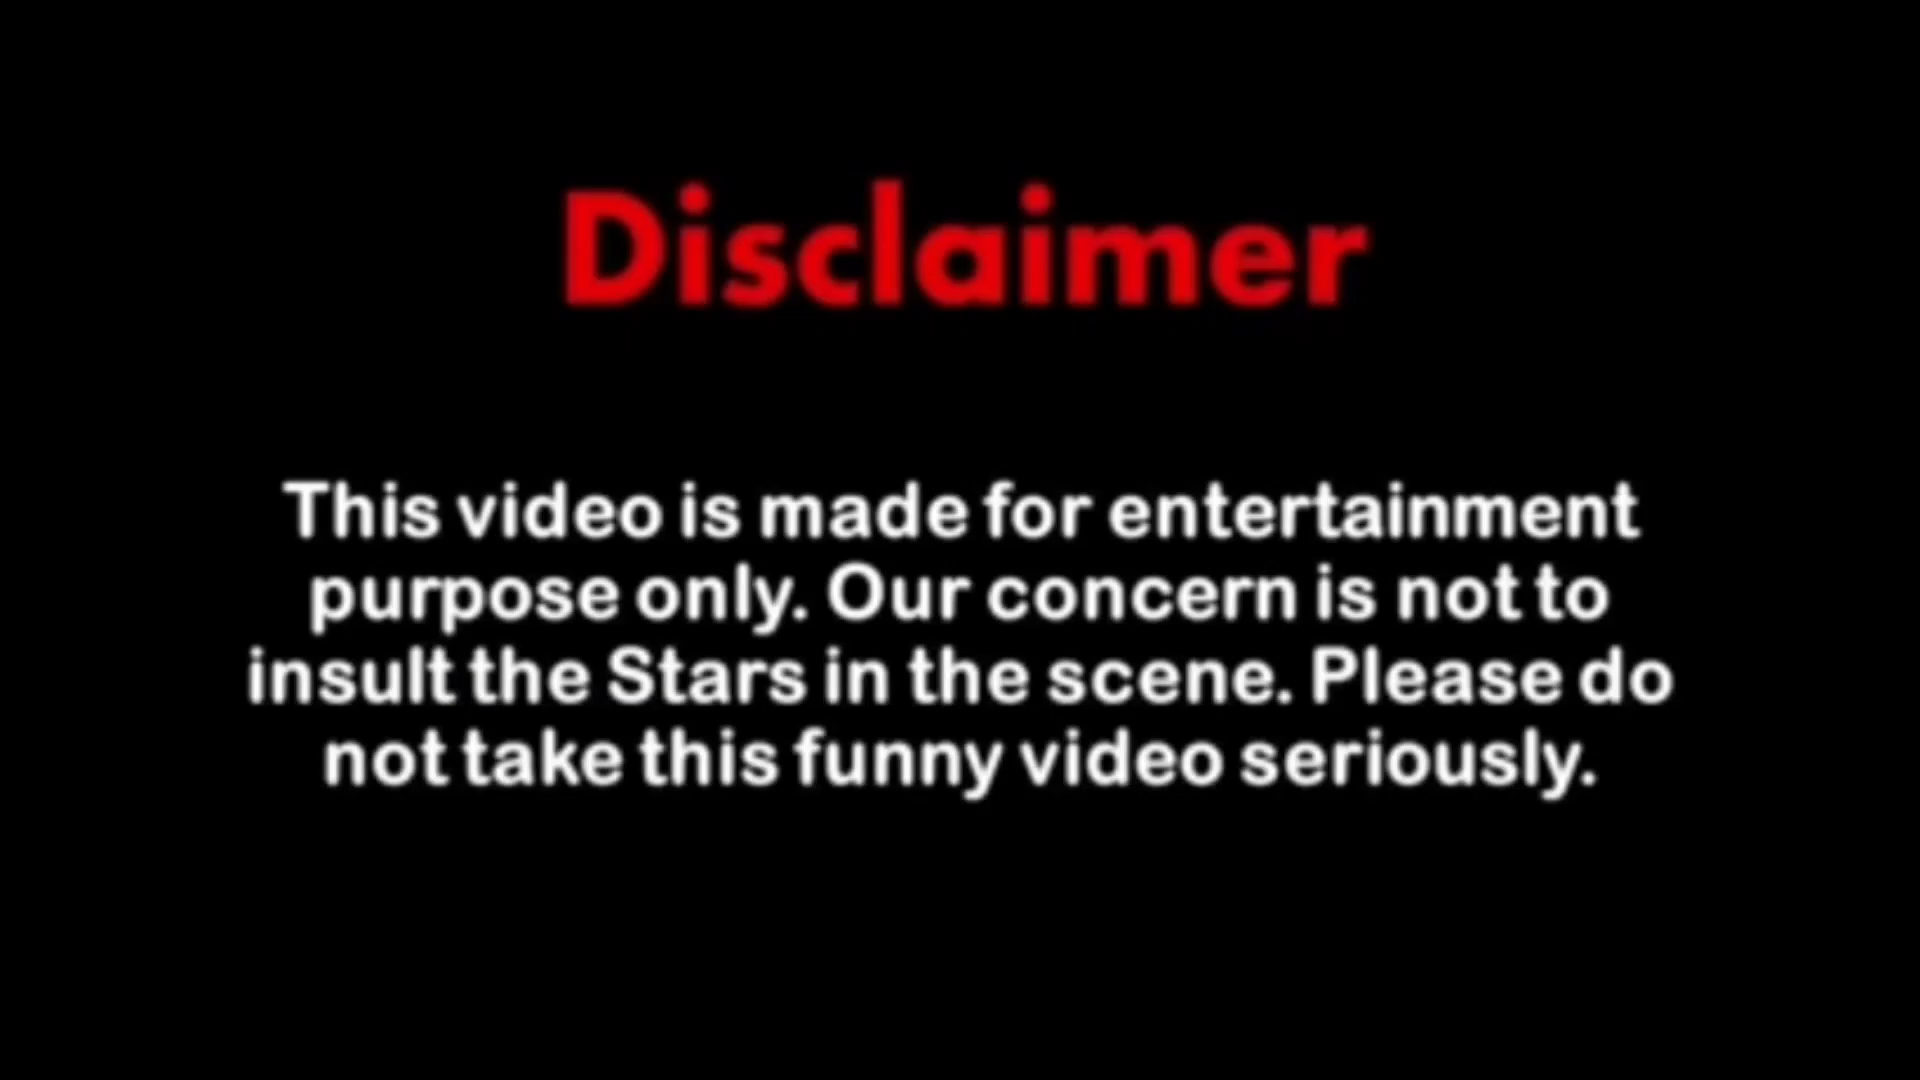 Disclaimer
This video is made for entertainment
purpose only. Our concern is not to
insult the Stars in the scene. Please do
not take this funny video seriously.